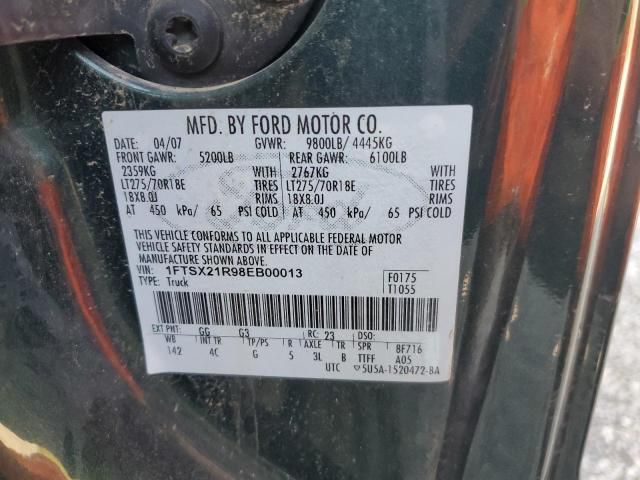 MFD. BY FORD MOTOR CO.
DATE: 04/07 GVWR: 9800LB/ 4445KG
FRONT GAWR: 5200LB REAR GAWR: 6100LB
2359KG WITH 2767KG WITH
LT275/70R18E TIRES LT275/70R18E TIRES
18X8.0J RIMS 18X8.0J RIMS
AT 450 kPa/ 65 PSI COLD AT 450 kPa/ 65 PSI COLD
THIS VEHICLE CONFORMS TO ALL APPLICABLE FEDERAL MOTOR
VEHICLE SAFETY STANDARDS IN EFFECT ON THE DATE OF
MANUFACTURE SHOWN ABOVE.
VIN: 1FTSX21R98EB00013 F0175
TYPE: Truck T1055
EXT PNT: GG G3 RC: 23 DSO:
WB INT TR TP/PS R AXLE TR SPR 8F716
142 4C G 5 3L B TTFF A05
UTC 5U5A-1520472-BA